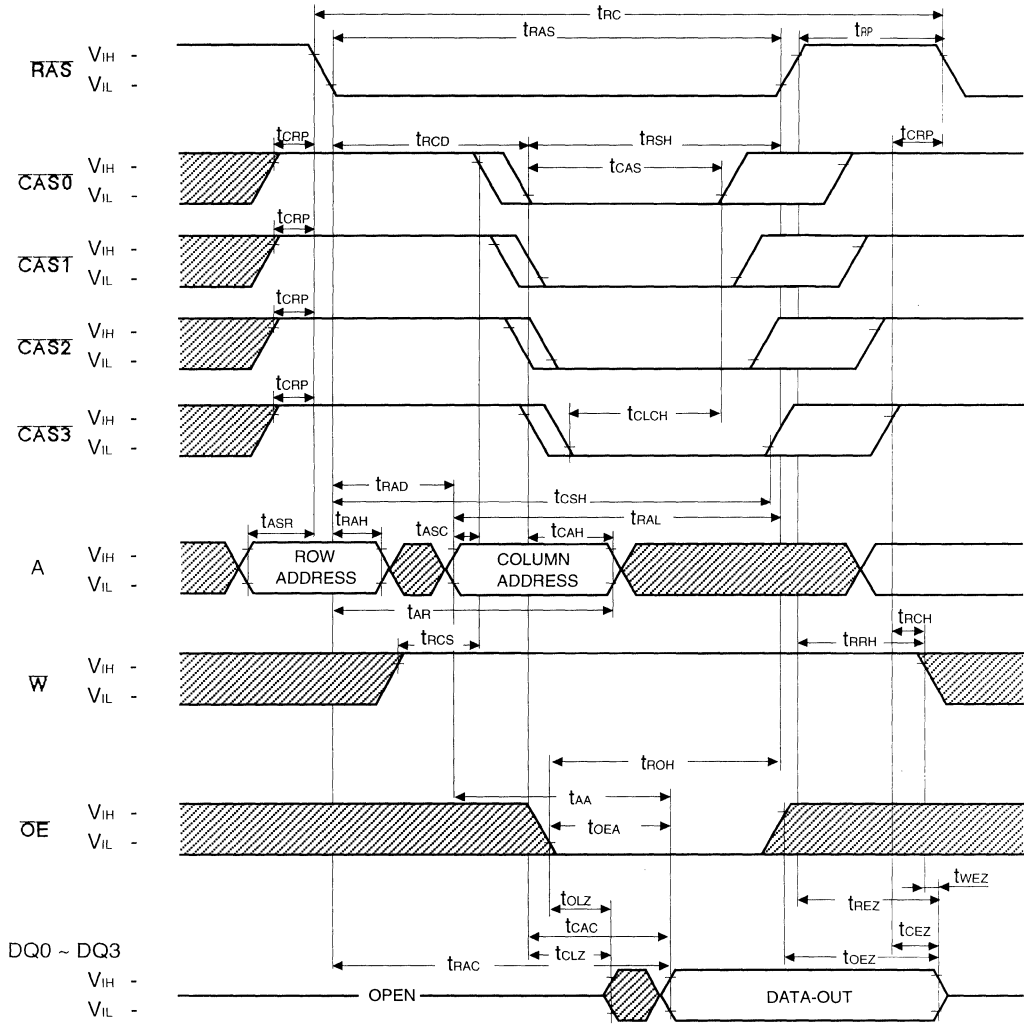 tRC
tRAS
tRP
RAS
VIH -
VIL -
tCRP
tRCD
tRSH
tCRP
CAS0
VIH -
VIL -
tCAS
tCRP
CAS1
VIH -
VIL -
tCRP
CAS2
VIH -
VIL -
tCRP
CAS3
VIH -
VIL -
tCLCH
tRAD
tCSH
tRAL
tASR
tRAH
tASC
tCAH
A
VIH -
VIL -
ROW
ADDRESS
COLUMN
ADDRESS
tAR
tRCS
tRCH
tRRH
W
VIH -
VIL -
tROH
tAA
tOEA
OE
VIH -
VIL -
tWEZ
tREZ
tOLZ
tCAC
tCEZ
DQ0 ~ DQ3
tCLZ
tOEZ
tRAC
VIH -
VIL -
OPEN
DATA-OUT